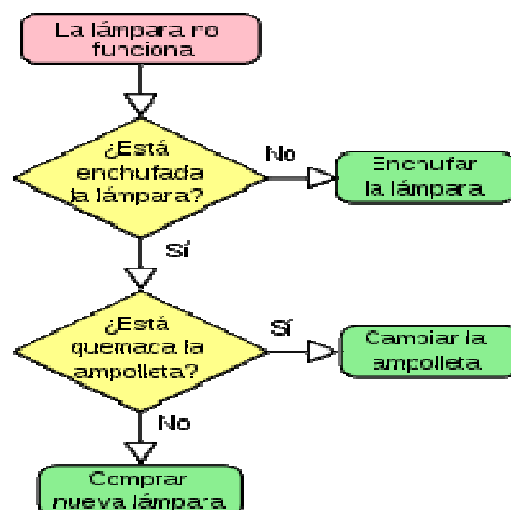 La lámpara no
funciona
¿Está
enchufada
la lámpara?
No
Enchufar
la lámpara
Sí
¿Está
quemada la
ampolleta?
Sí
Cambiar la
ampolleta
No
Comprar
nueva lámpara